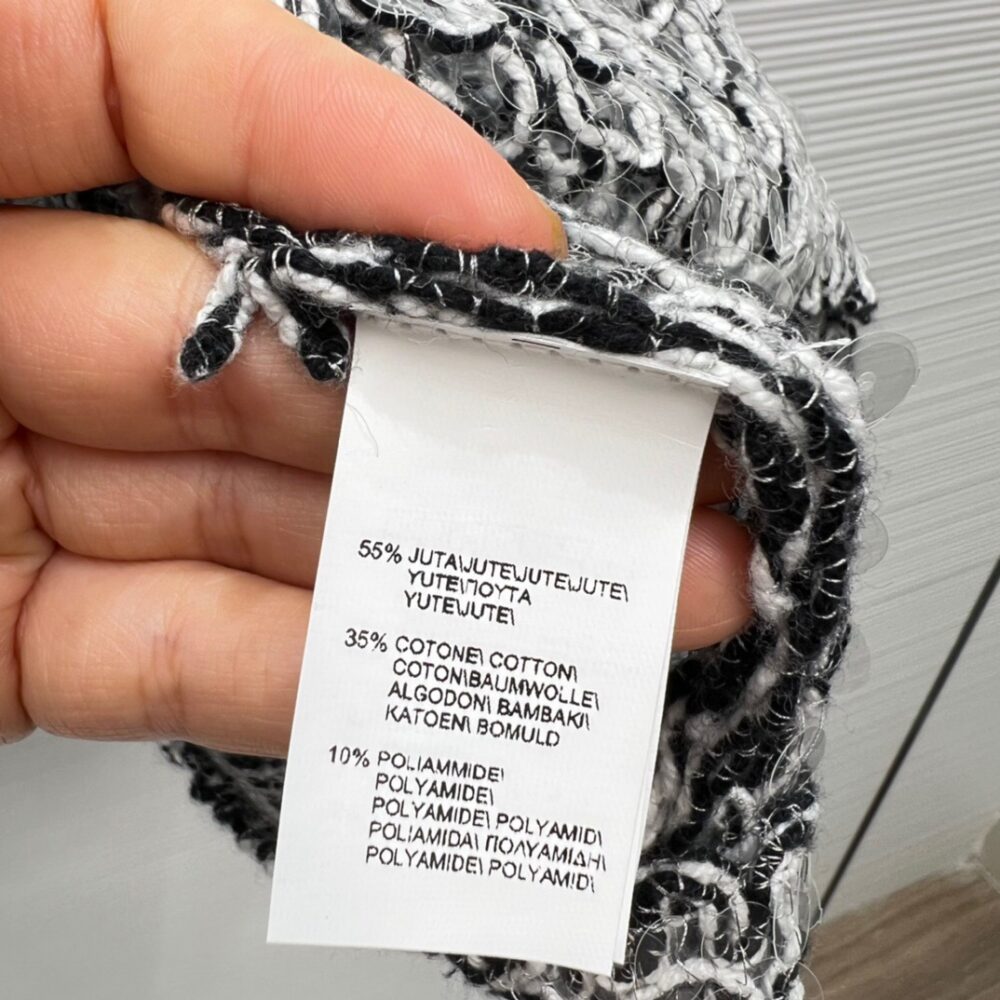 55% JUTA\JUTE\JUTE\JUTE\
YUTE\ΠΟΥΤΑ
YUTE\JUTE\
35% COTONE\ COTTON\
COTON\BAUMWOLLE\
ALGODON\ BAMBAKI\
KATOEN\ BOMULD
10% POLIAMMIDE\
POLYAMIDE\
POLYAMIDE\ POLYAMID\
POLIAMIDA\ ΠΟΛΥΑΜΙΔΗ\
POLYAMIDE\ POLYAMID\